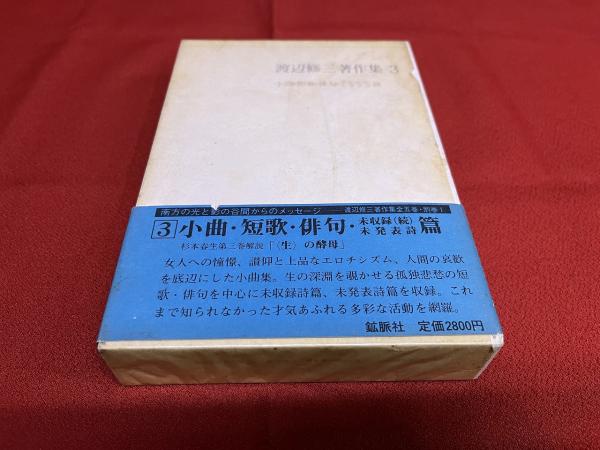 渡辺修三著作集 3
南方の光と影の谷間からのメッセージ――渡辺修三著作集全五巻・別巻1
3 小曲・短歌・俳句・未収録(続)未発表詩篇
杉本春生第三巻解説「〈生〉の酵母」
女人への憧憬、讃仰と上品なエロチシズム、人間の哀歓
を底辺にした小曲集。生の深淵を覗かせる孤独悲愁の短
歌・俳句を中心に未収録詩篇、未発表詩篇を収録。これ
まで知られなかった才気あふれる多彩な活動を網羅。
鉱脈社 定価2800円